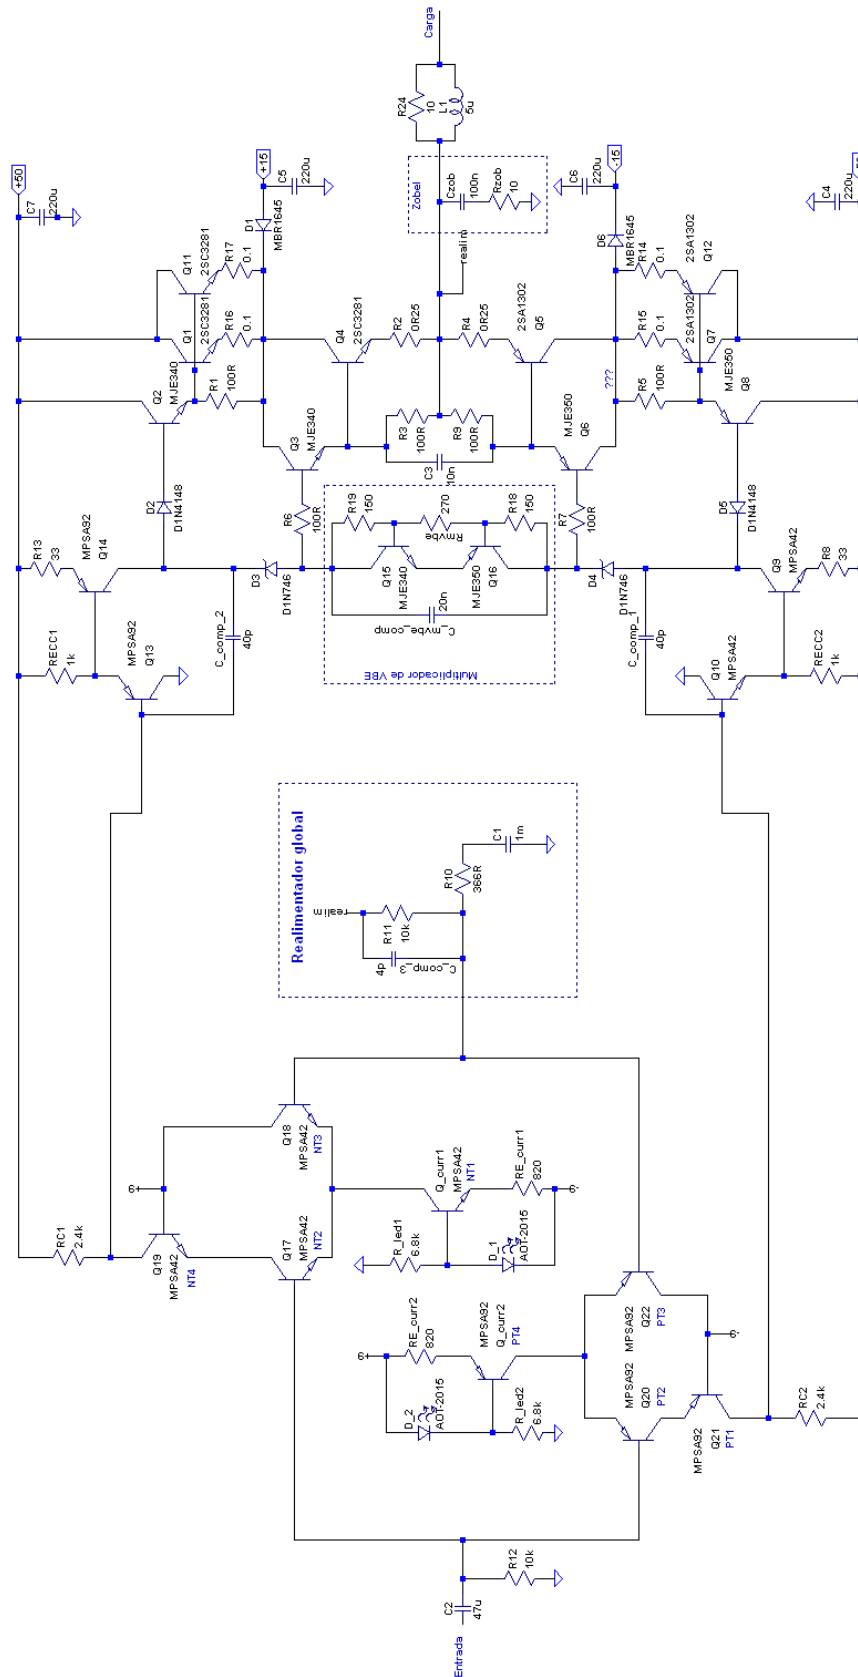 Carga
R24
10
L1
5u
+50
C7
220u
+15
C5
220u
D1
MBR1645
Zobel
Czob
100n
Rzob
10
realim
C6
220u
-15
D6
MBR1645
C4
220u
Q11
2SC3281
R17
0.1
Q1
2SC3281
R16
0.1
Q2
MJE340
R1
100R
Q4
2SC3281
R2
0R25
R4
0R25
2SA1302
Q5
R14
0.1
2SA1302
Q12
R15
0.1
2SA1302
Q7
R5
100R
MJE350
Q8
???
Q3
MJE340
R3
100R
R9
100R
C3
10n
MJE350
Q6
D2
D1N4148
R6
100R
R7
100R
D5
D1N4148
R13
33
MPSA92
Q14
D3
D1N746
R19
150
270
Rmvbe
R18
150
Q15
MJE340
MJE350
Q16
20n
C_mvbe_comp
Multiplicador de VBE
D4
D1N746
Q9
MPSA42
R8
33
RECC1
1k
MPSA92
Q13
C_comp_2
40p
C_comp_1
40p
Q10
MPSA42
RECC2
1k
Realimentador global
realim
R11
10k
4p
C_comp_3
R10
366R
C1
1m
RC1
2.4k
Q19
MPSA42
NT4
+9
Q18
MPSA42
NT3
Q17
MPSA42
NT2
Q_curr1
MPSA42
NT1
RE_curr1
820
R_led1
6.8k
D_1
AOT-2015
-9
+9
RE_curr2
820
D_2
AOT-2015
MPSA92
Q_curr2
PT4
R_led2
6.8k
MPSA92
Q22
PT3
MPSA92
Q20
PT2
MPSA92
Q21
PT1
-9
RC2
2.4k
C2
47u
R12
10k
Entrada